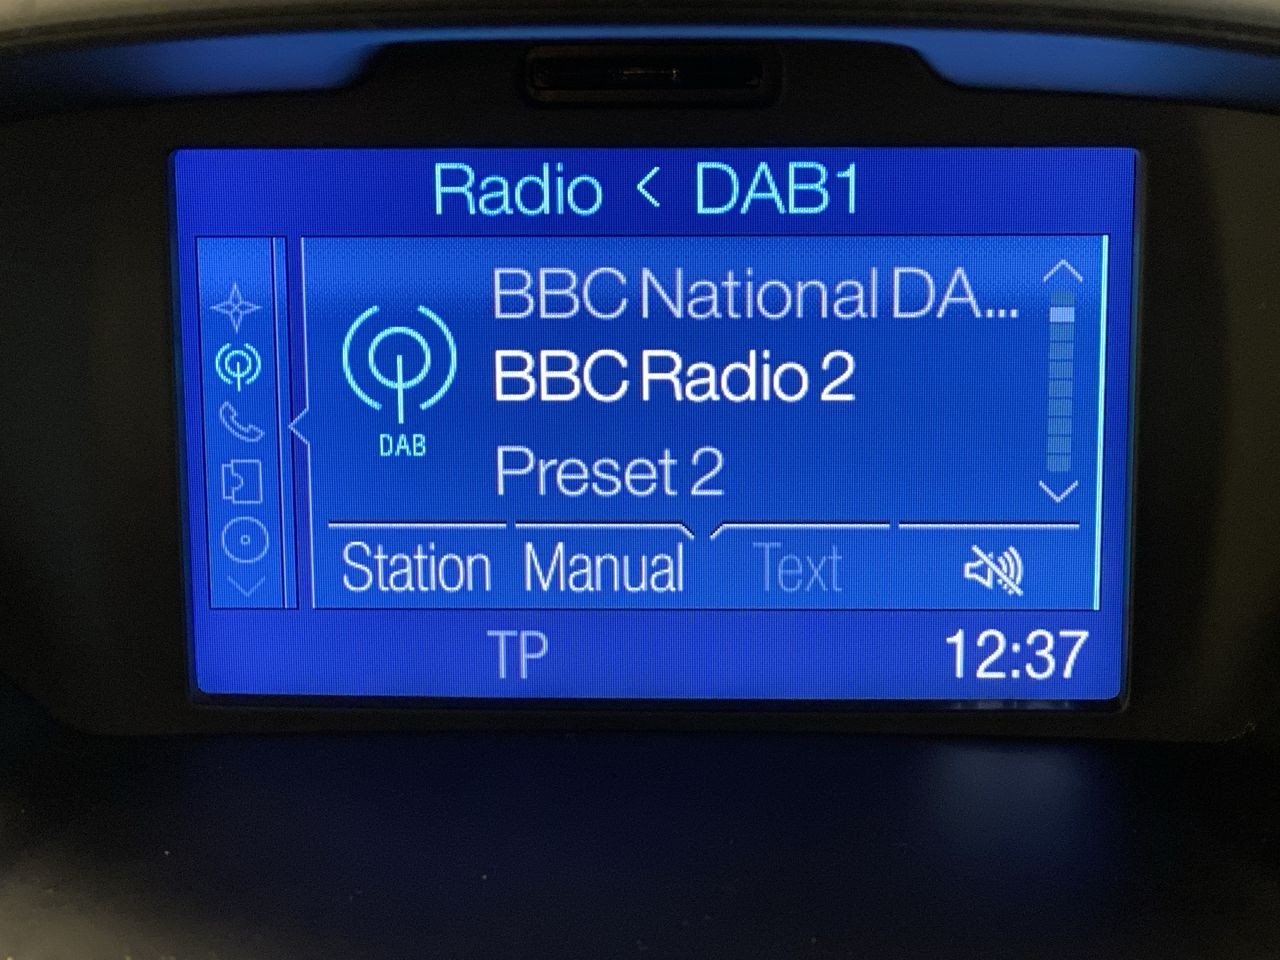 Radio < DAB1
BBC National DA...
BBC Radio 2
DAB
Preset 2
Station Manual Text
TP 12:37